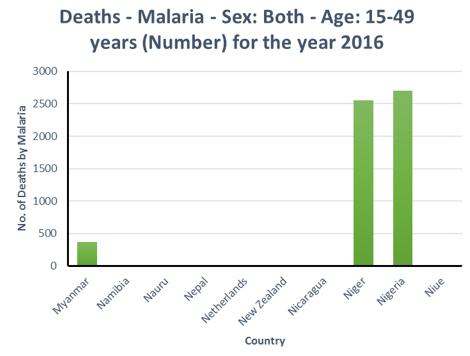 Deaths - Malaria - Sex: Both - Age: 15-49
years (Number) for the year 2016
No. of Deaths by Malaria
3000
2500
2000
1500
1000
500
0
Myanmar
Namibia
Nauru
Nepal
Netherlands
New Zealand
Nicaragua
Niger
Nigeria
Niue
Country